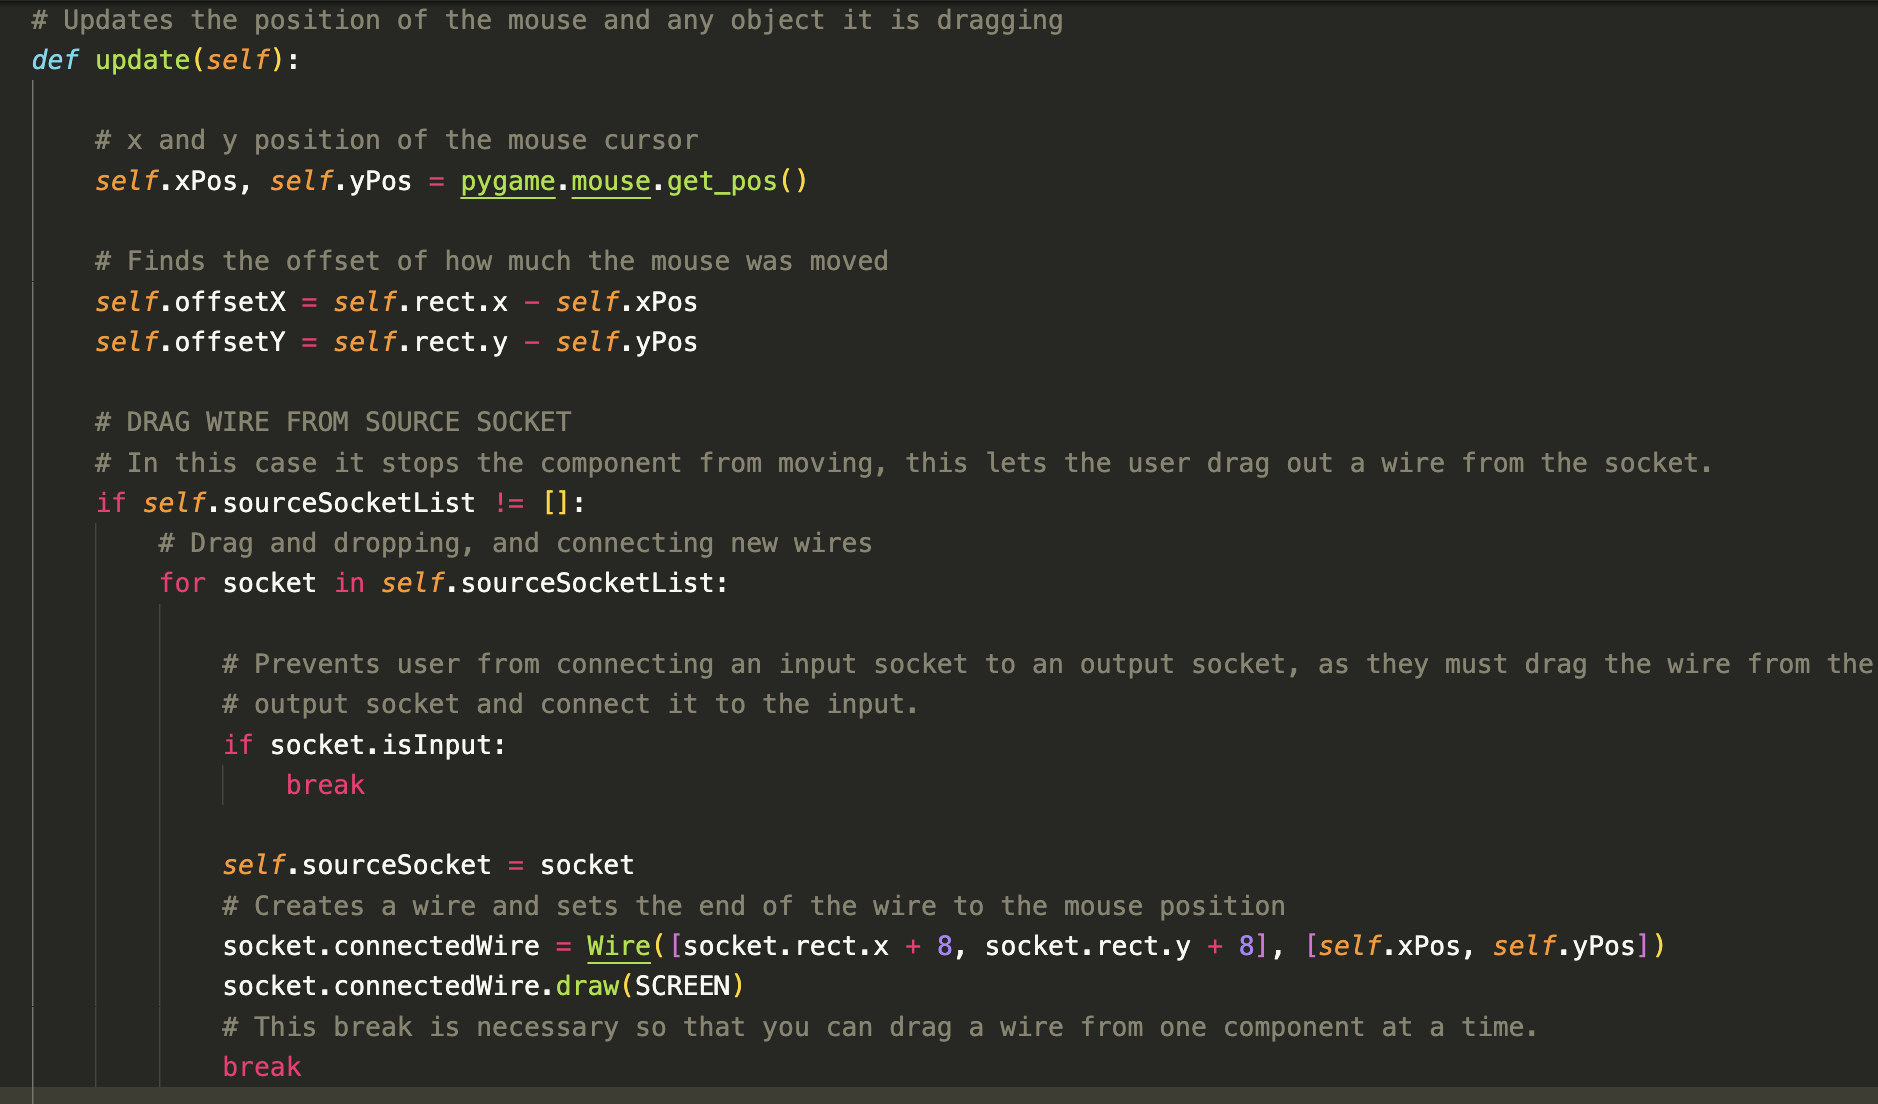 # Updates the position of the mouse and any object it is dragging
def update(self):
# x and y position of the mouse cursor
self.xPos, self.yPos = pygame.mouse.get_pos()
# Finds the offset of how much the mouse was moved
self.offsetX = self.rect.x - self.xPos
self.offsetY = self.rect.y - self.yPos
# DRAG WIRE FROM SOURCE SOCKET
# In this case it stops the component from moving, this lets the user drag out a wire from the socket.
if self.sourceSocketList != []:
# Drag and dropping, and connecting new wires
for socket in self.sourceSocketList:
# Prevents user from connecting an input socket to an output socket, as they must drag the wire from the
# output socket and connect it to the input.
if socket.isInput:
break
self.sourceSocket = socket
# Creates a wire and sets the end of the wire to the mouse position
socket.connectedWire = Wire([socket.rect.x + 8, socket.rect.y + 8], [self.xPos, self.yPos])
socket.connectedWire.draw(SCREEN)
# This break is necessary so that you can drag a wire from one component at a time.
break